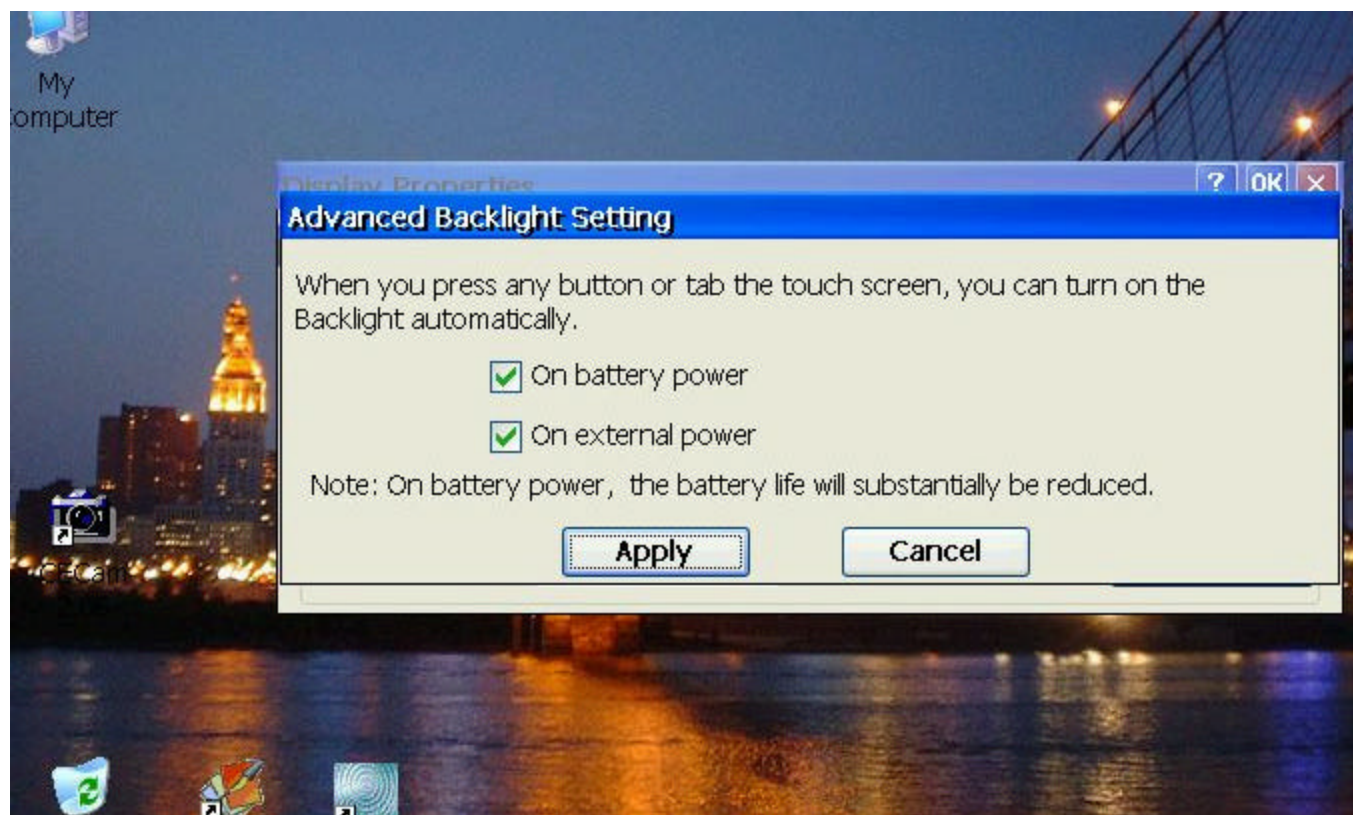 My
omputer
Display Properties
? OK ×
Advanced Backlight Setting
When you press any button or tab the touch screen, you can turn on the
Backlight automatically.
On battery power
On external power
Note: On battery power, the battery life will substantially be reduced.
Apply Cancel
CECam